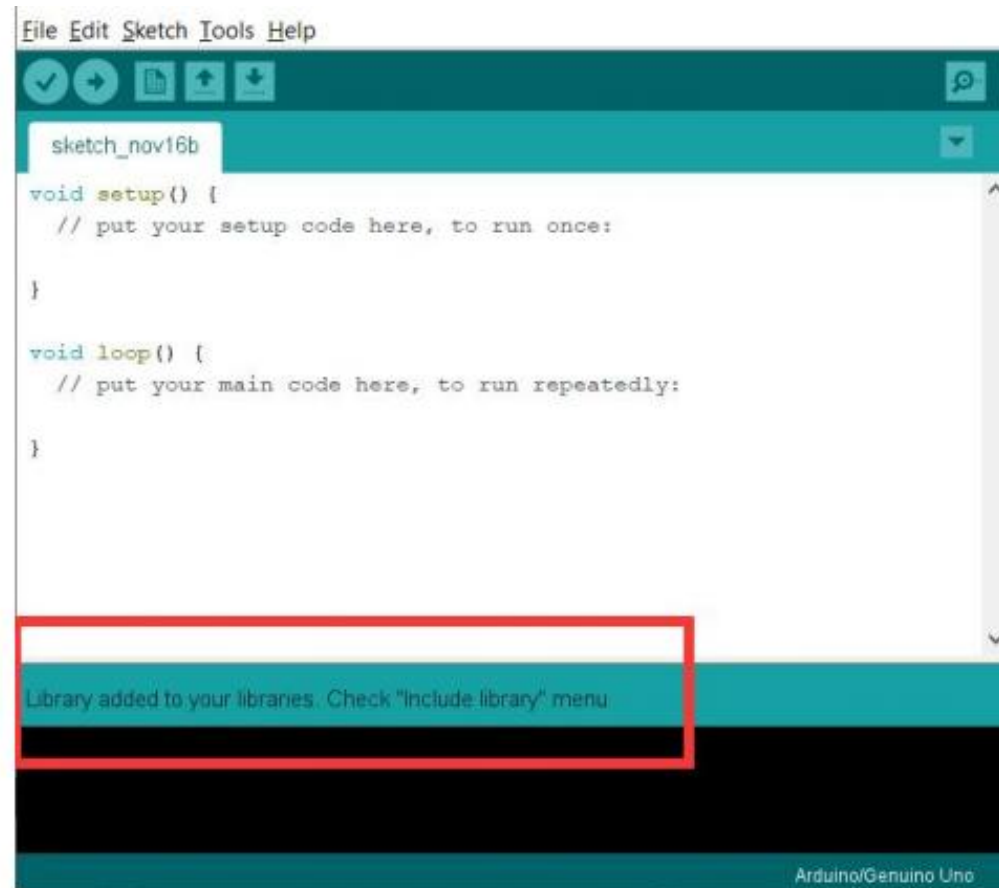 File Edit Sketch Tools Help
sketch_nov16b
void setup() {
  // put your setup code here, to run once:
}
void loop() {
  // put your main code here, to run repeatedly:
}
Library added to your libraries. Check "Include library" menu
Arduino/Genuino Uno